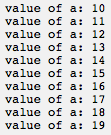 value of a: 10
value of a: 11
value of a: 12
value of a: 13
value of a: 14
value of a: 15
value of a: 16
value of a: 17
value of a: 18
value of a: 19